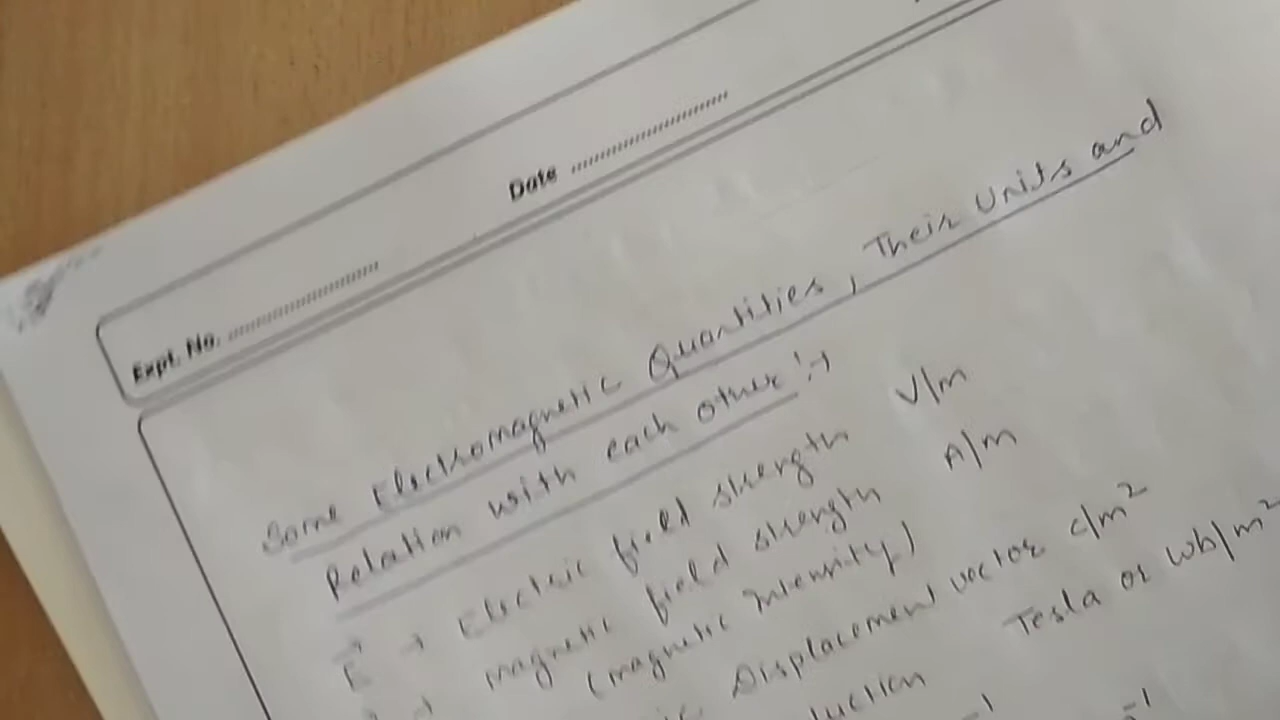 Expt. No. ........................ Date ........................
Some Electromagnetic Quantities, Their Units and
Relation with each other :→
E⃗ → Electric field strength V/m
magnetic field strength A/m
(magnetic Intensity)
Displacement vector c/m²
Tesla or wb/m²